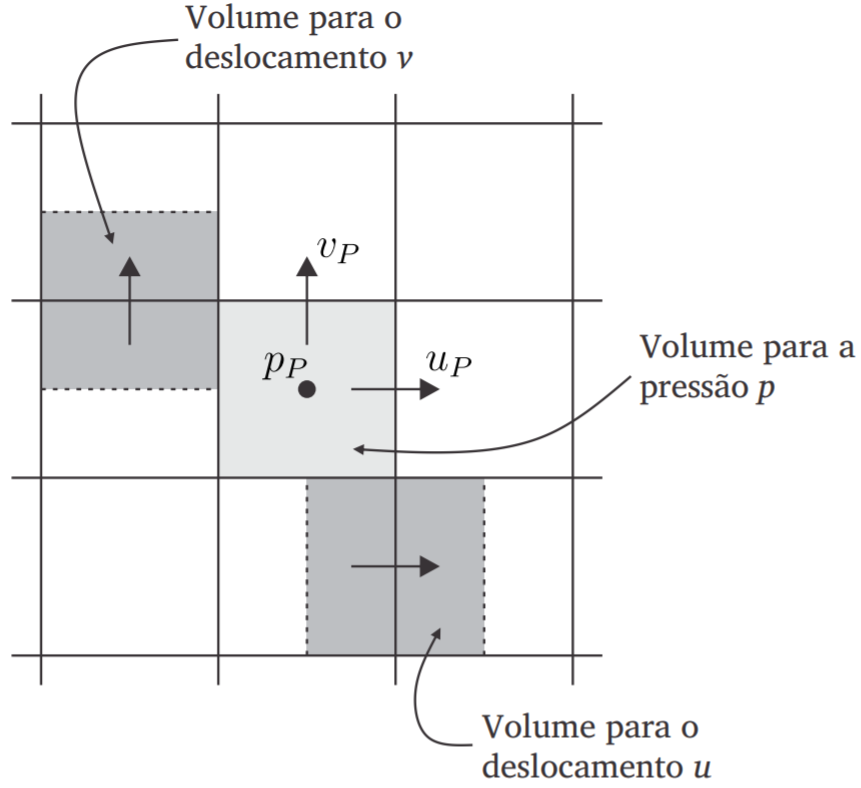 Volume para o
deslocamento v
v_P
p_P
u_P
Volume para a
pressão p
Volume para o
deslocamento u